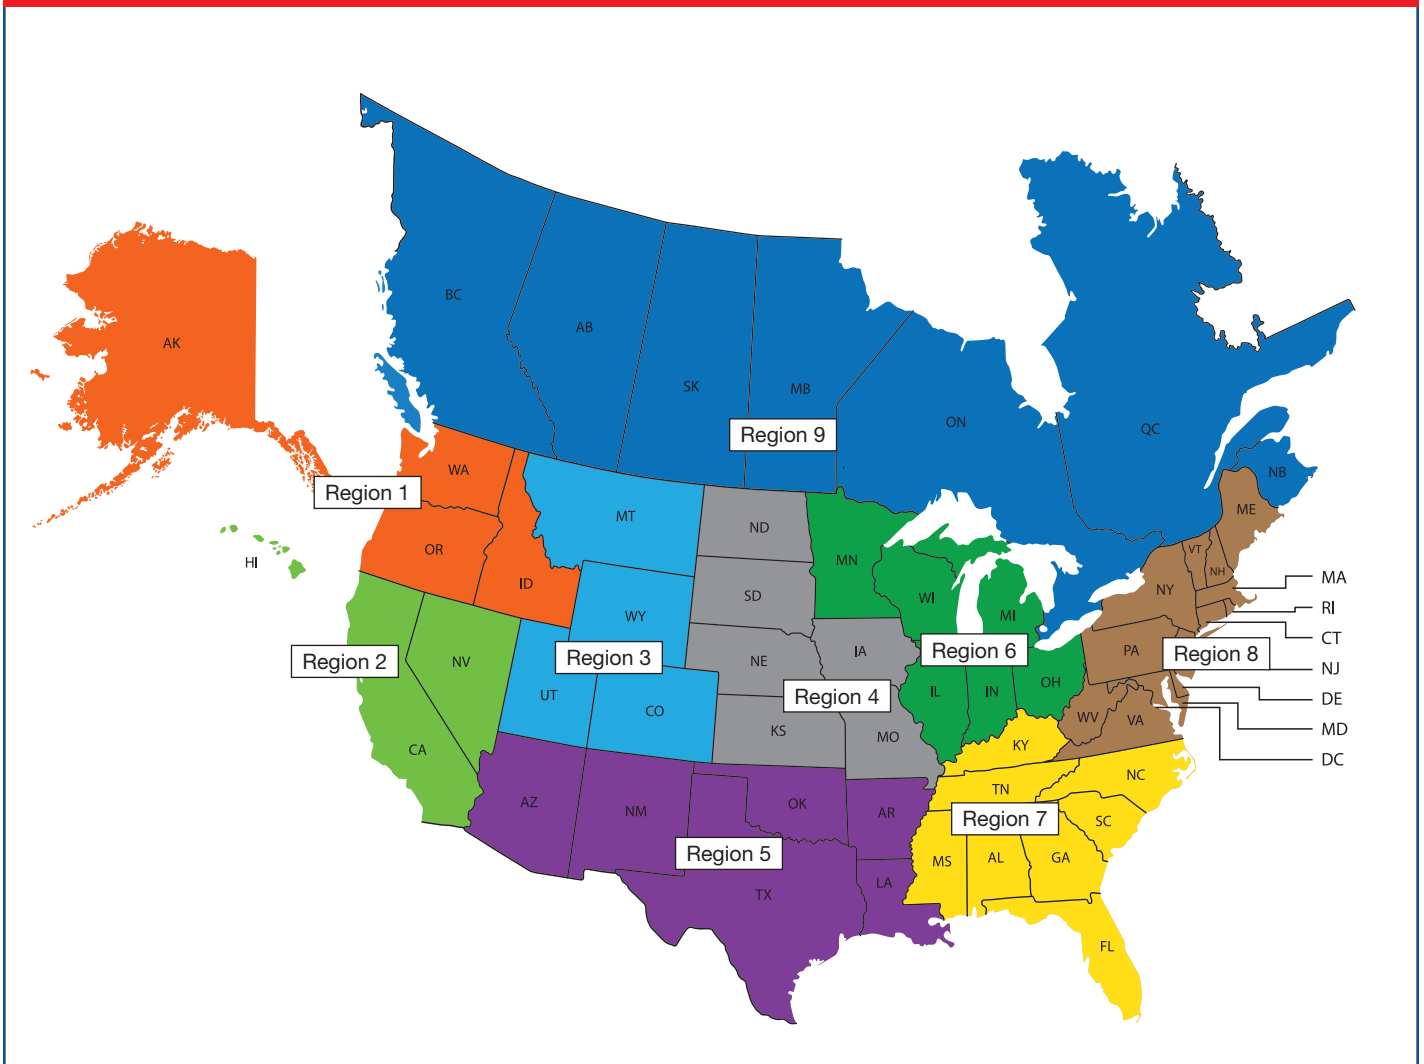 BC
AB
SK
MB
ON
QC
NB
AK
Region 9
WA
Region 1
MT
ND
ME
OR
ID
HI
MN
VT
NH
NY
MA
WI
MI
SD
WY
RI
CT
IA
PA
Region 2
NV
Region 3
NE
Region 6
Region 8
NJ
UT
CO
Region 4
IL
IN
OH
DE
WV
VA
MD
KS
MO
KY
DC
CA
NC
AZ
NM
OK
AR
TN
Region 7
SC
Region 5
MS
AL
GA
LA
TX
FL